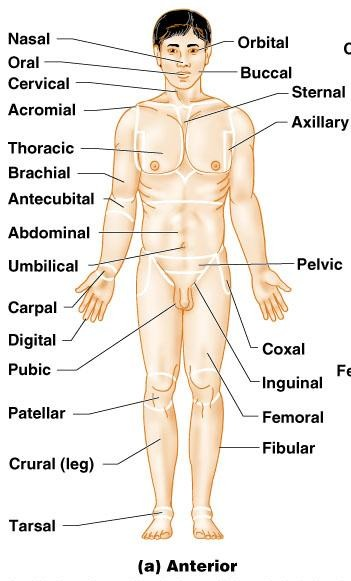 Nasal
Oral
Cervical
Acromial
Thoracic
Brachial
Antecubital
Abdominal
Umbilical
Carpal
Digital
Pubic
Patellar
Crural (leg)
Tarsal
Orbital
Buccal
Sternal
Axillary
Pelvic
Coxal
Inguinal
Femoral
Fibular
(a) Anterior